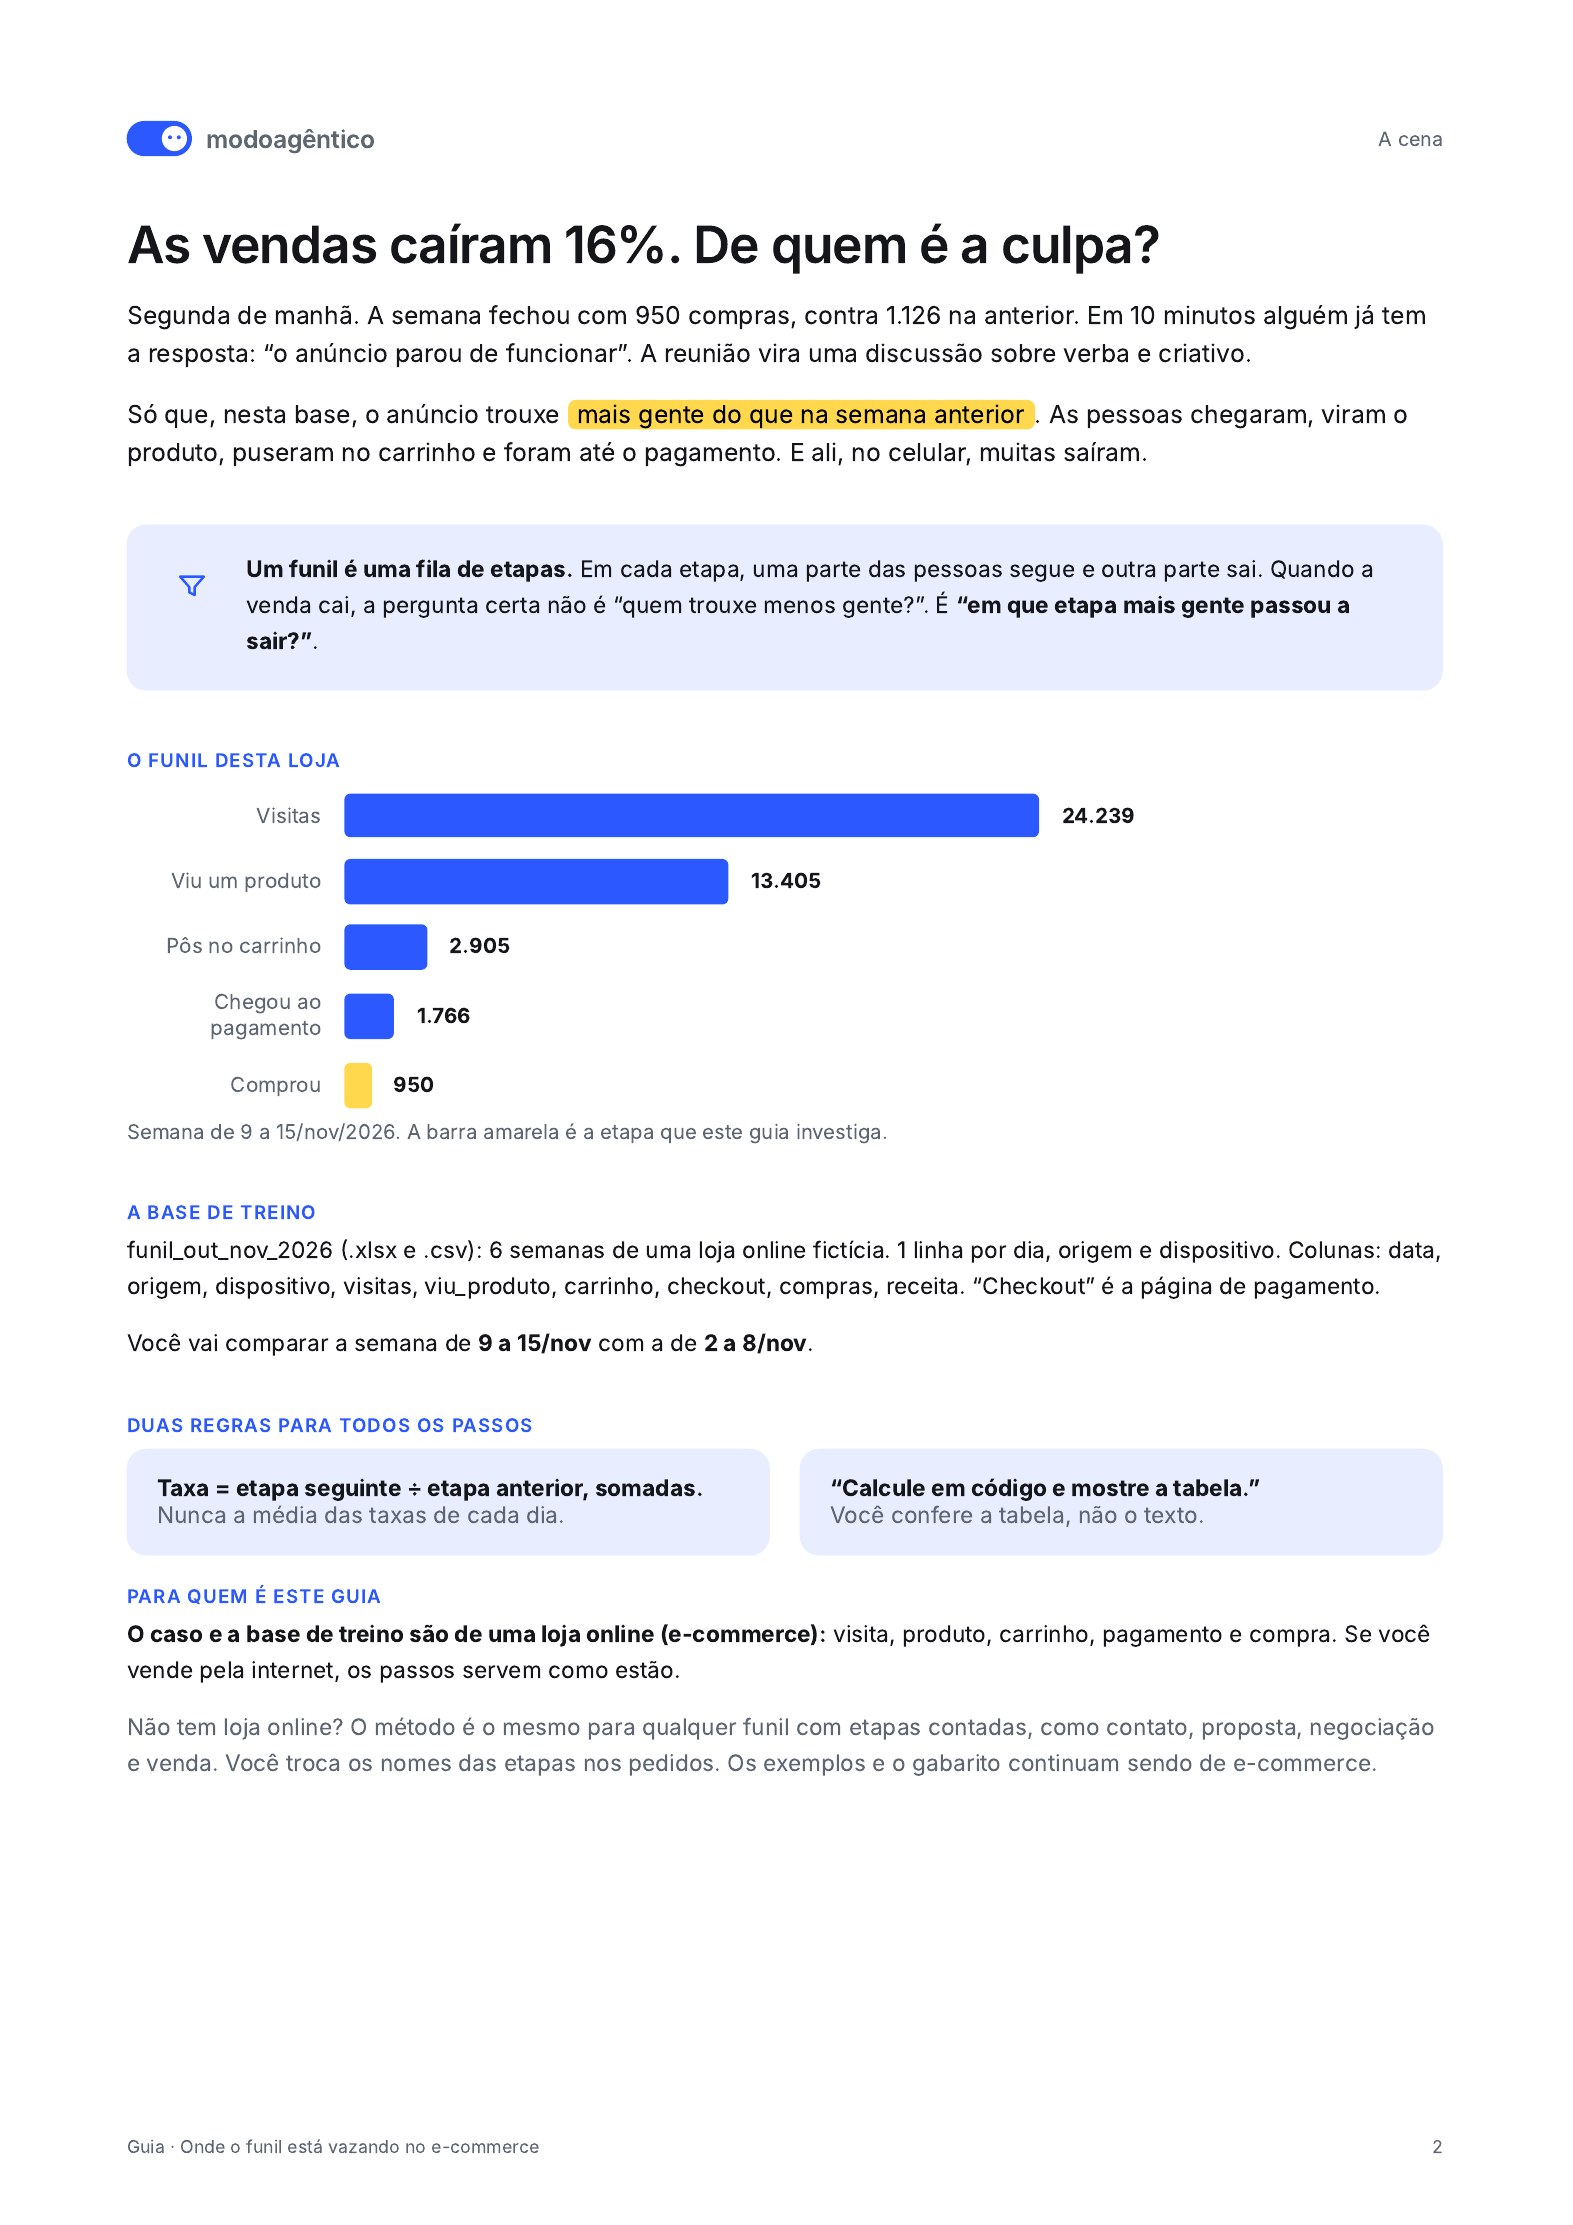 modoagêntico
A cena
As vendas caíram 16%. De quem é a culpa?
Segunda de manhã. A semana fechou com 950 compras, contra 1.126 na anterior. Em 10 minutos alguém já tem
a resposta: “o anúncio parou de funcionar”. A reunião vira uma discussão sobre verba e criativo.
Só que, nesta base, o anúncio trouxe mais gente do que na semana anterior. As pessoas chegaram, viram o
produto, puseram no carrinho e foram até o pagamento. E ali, no celular, muitas saíram.
Um funil é uma fila de etapas. Em cada etapa, uma parte das pessoas segue e outra parte sai. Quando a
venda cai, a pergunta certa não é “quem trouxe menos gente?”. É “em que etapa mais gente passou a
sair?”.
O FUNIL DESTA LOJA
Visitas 24.239
Viu um produto 13.405
Pôs no carrinho 2.905
Chegou ao
pagamento 1.766
Comprou 950
Semana de 9 a 15/nov/2026. A barra amarela é a etapa que este guia investiga.
A BASE DE TREINO
funil_out_nov_2026 (.xlsx e .csv): 6 semanas de uma loja online fictícia. 1 linha por dia, origem e dispositivo. Colunas: data,
origem, dispositivo, visitas, viu_produto, carrinho, checkout, compras, receita. “Checkout” é a página de pagamento.
Você vai comparar a semana de 9 a 15/nov com a de 2 a 8/nov.
DUAS REGRAS PARA TODOS OS PASSOS
Taxa = etapa seguinte ÷ etapa anterior, somadas.
Nunca a média das taxas de cada dia.
“Calcule em código e mostre a tabela.”
Você confere a tabela, não o texto.
PARA QUEM É ESTE GUIA
O caso e a base de treino são de uma loja online (e-commerce): visita, produto, carrinho, pagamento e compra. Se você
vende pela internet, os passos servem como estão.
Não tem loja online? O método é o mesmo para qualquer funil com etapas contadas, como contato, proposta, negociação
e venda. Você troca os nomes das etapas nos pedidos. Os exemplos e o gabarito continuam sendo de e-commerce.
Guia · Onde o funil está vazando no e-commerce
2